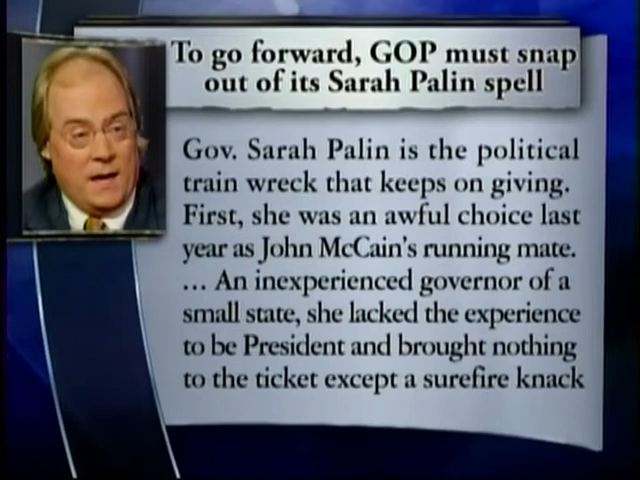 To go forward, GOP must snap
out of its Sarah Palin spell
Gov. Sarah Palin is the political
train wreck that keeps on giving.
First, she was an awful choice last
year as John McCain's running mate.
... An inexperienced governor of a
small state, she lacked the experience
to be President and brought nothing
to the ticket except a surefire knack